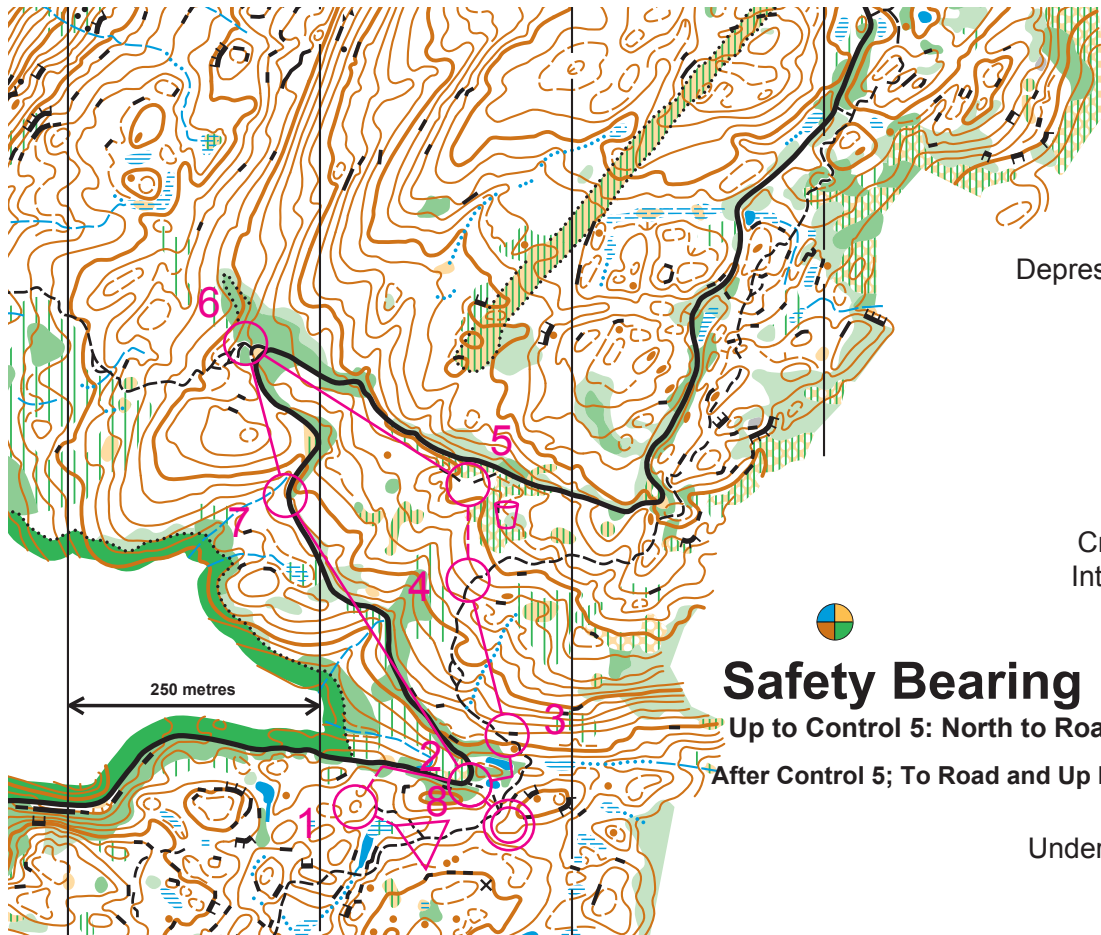 Depres
6
5
7
4
Cr
Int
Safety Bearing
250 metres
Up to Control 5: North to Roa
3
2
After Control 5; To Road and Up
8
1
Under